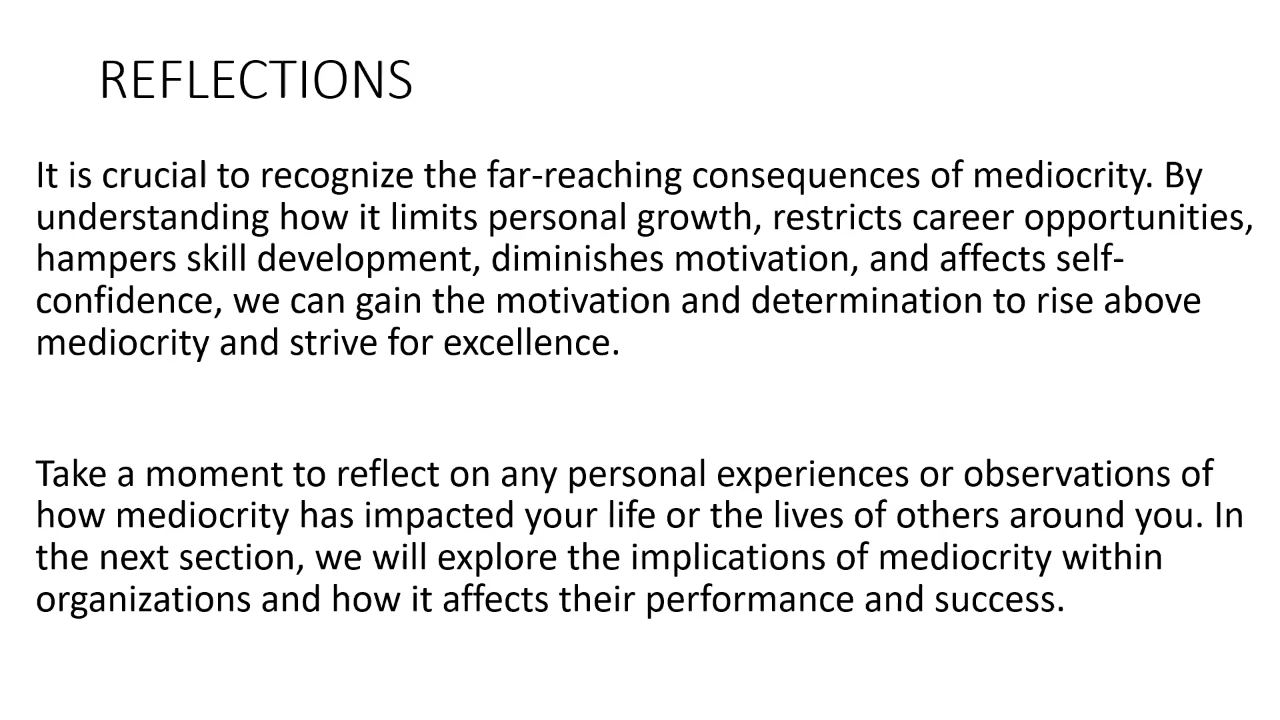 REFLECTIONS
It is crucial to recognize the far-reaching consequences of mediocrity. By
understanding how it limits personal growth, restricts career opportunities,
hampers skill development, diminishes motivation, and affects self-
confidence, we can gain the motivation and determination to rise above
mediocrity and strive for excellence.
Take a moment to reflect on any personal experiences or observations of
how mediocrity has impacted your life or the lives of others around you. In
the next section, we will explore the implications of mediocrity within
organizations and how it affects their performance and success.